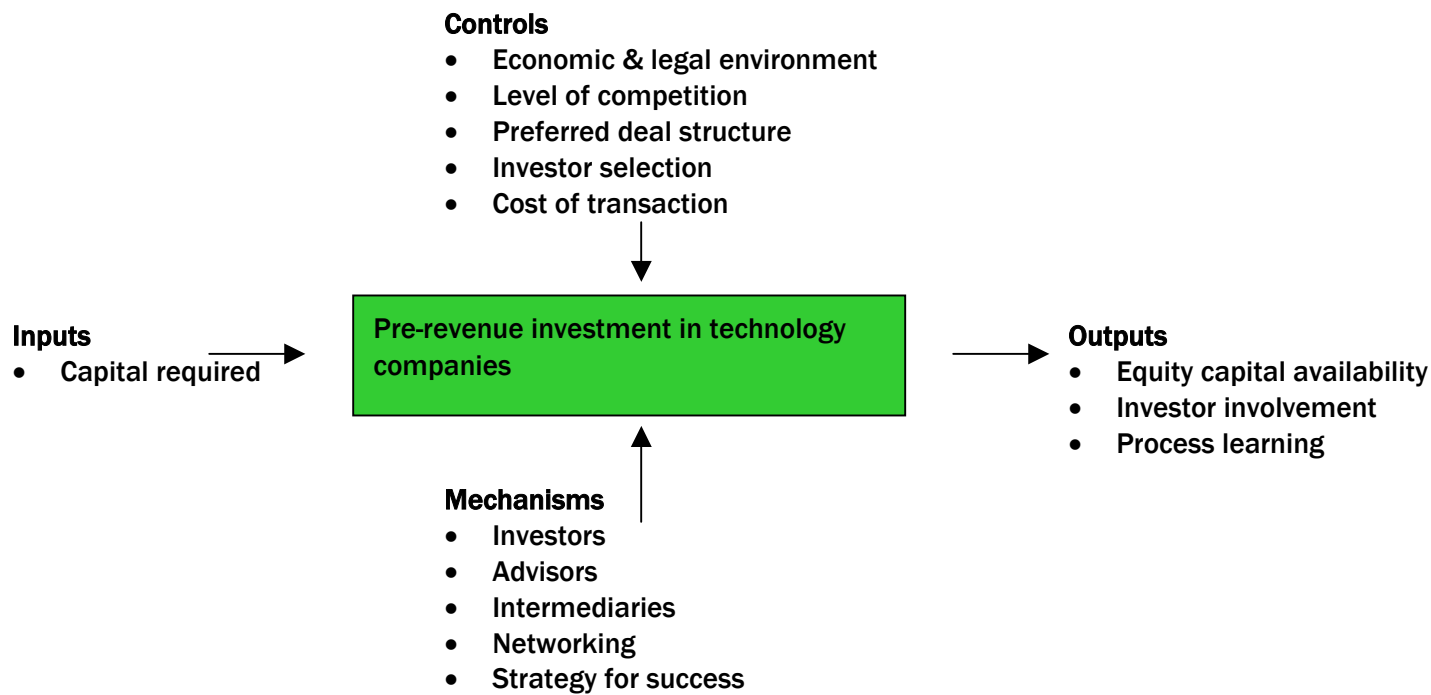 Controls
• Economic & legal environment
• Level of competition
• Preferred deal structure
• Investor selection
• Cost of transaction
Inputs
• Capital required
Pre-revenue investment in technology
companies
Outputs
• Equity capital availability
• Investor involvement
• Process learning
Mechanisms
• Investors
• Advisors
• Intermediaries
• Networking
• Strategy for success